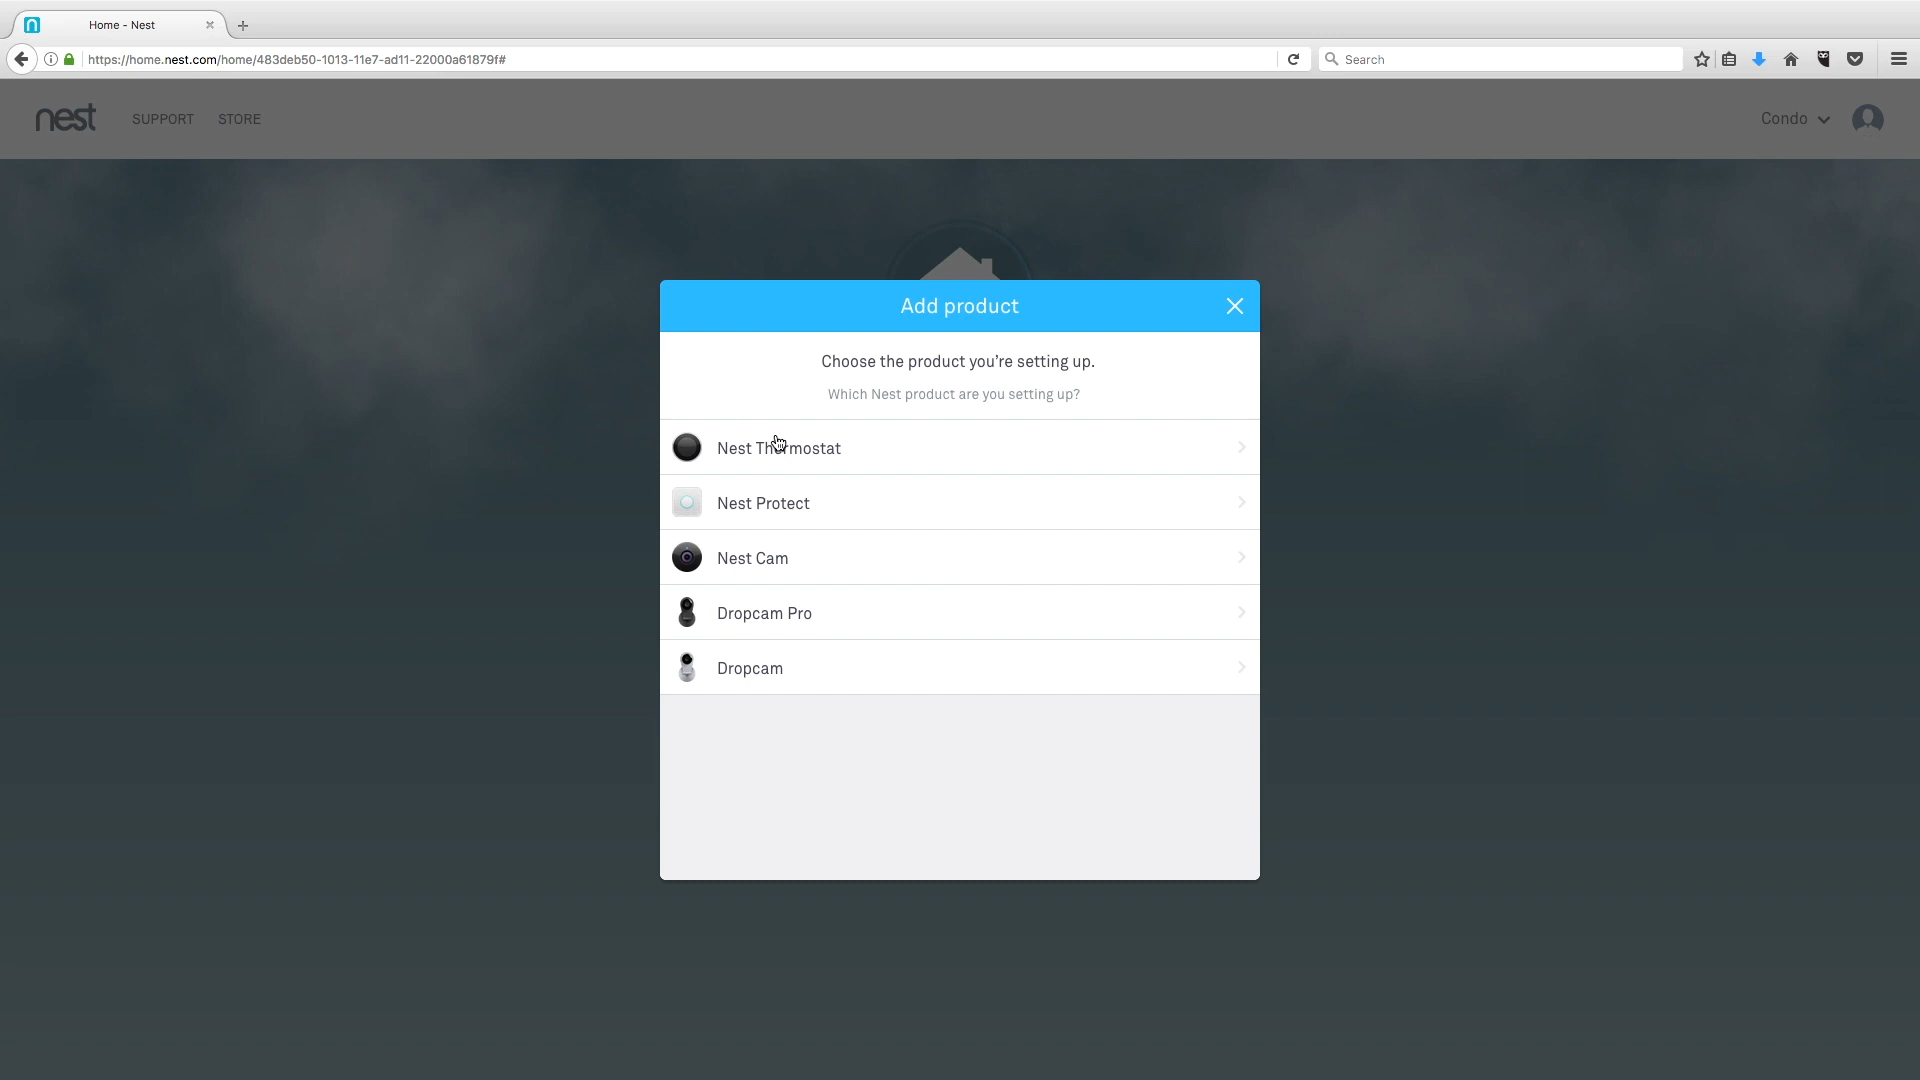 Home - Nest
https://home.nest.com/home/483deb50-1013-11e7-ad11-22000a61879f#
Search
nest SUPPORT STORE
Condo
Add product
Choose the product you're setting up.
Which Nest product are you setting up?
Nest Thermostat
Nest Protect
Nest Cam
Dropcam Pro
Dropcam